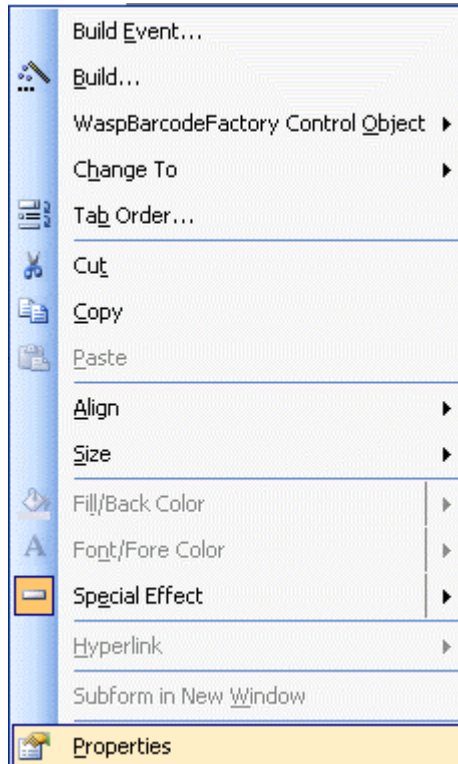 Build Event...
Build...
WaspBarcodeFactory Control Object
Change To
Tab Order...
Cut
Copy
Paste
Align
Size
Fill/Back Color
Font/Fore Color
Special Effect
Hyperlink
Subform in New Window
Properties